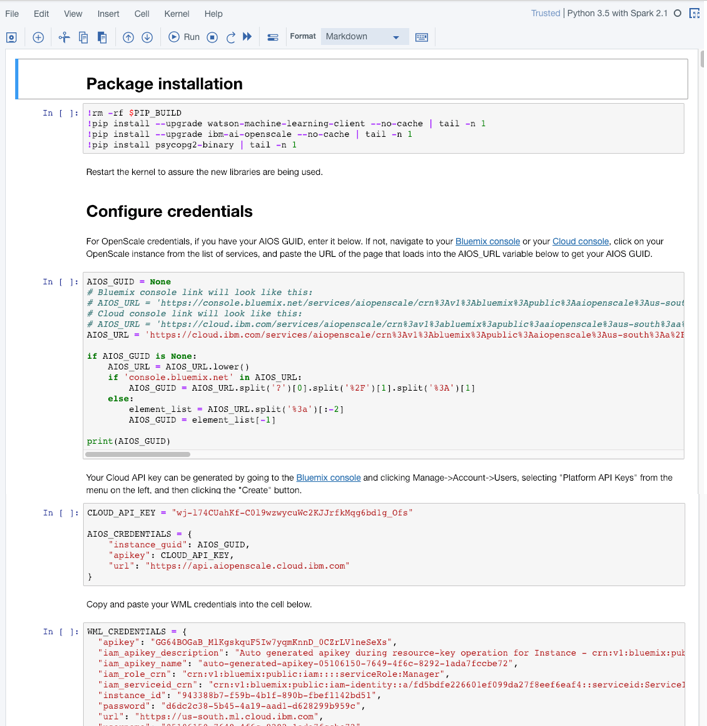 File Edit View Insert Cell Kernel Help Trusted | Python 3.5 with Spark 2.1
Run Format Markdown
Package installation
In [ ]: !rm -rf $PIP_BUILD
!pip install --upgrade watson-machine-learning-client --no-cache | tail -n 1
!pip install --upgrade ibm-ai-openscale --no-cache | tail -n 1
!pip install psycopg2-binary | tail -n 1
Restart the kernel to assure the new libraries are being used.
Configure credentials
For OpenScale credentials, if you have your AIOS GUID, enter it below. If not, navigate to your Bluemix console or your Cloud console, click on your
OpenScale instance from the list of services, and paste the URL of the page that loads into the AIOS_URL variable below to get your AIOS GUID.
In [ ]: AIOS_GUID = None
# Bluemix console link will look like this:
# AIOS_URL = 'https://console.bluemix.net/services/aiopenscale/crn%3Av1%3Abluemix%3Apublic%3Aaiopenscale%3Aus-sout
# Cloud console link will look like this:
# AIOS_URL = 'https://cloud.ibm.com/services/aiopenscale/crn%3av1%3abluemix%3apublic%3aaiopenscale%3aus-south%3aa%
AIOS_URL = 'https://cloud.ibm.com/services/aiopenscale/crn%3Av1%3Abluemix%3Apublic%3Aaiopenscale%3Aus-south%3Aa%2F
if AIOS_GUID is None:
AIOS_URL = AIOS_URL.lower()
if 'console.bluemix.net' in AIOS_URL:
AIOS_GUID = AIOS_URL.split('?')[0].split('%2F')[1].split('%3A')[1]
else:
element_list = AIOS_URL.split('%3a')[:-2]
AIOS_GUID = element_list[-1]
print(AIOS_GUID)
Your Cloud API key can be generated by going to the Bluemix console and clicking Manage->Account->Users, selecting "Platform API Keys" from the
menu on the left, and then clicking the "Create" button.
In [ ]: CLOUD_API_KEY = "wj-l74CUahKf-C0l9wzwycuWc2KJJrfkMqg6bdlg_Ofs"
AIOS_CREDENTIALS = {
"instance_guid": AIOS_GUID,
"apikey": CLOUD_API_KEY,
"url": "https://api.aiopenscale.cloud.ibm.com"
}
Copy and paste your WML credentials into the cell below.
In [ ]: WML_CREDENTIALS = {
"apikey": "GG64BOGaB_MlKgskquF5Iw7yqmKnnD_0CZrLVlneSeXs",
"iam_apikey_description": "Auto generated apikey during resource-key operation for Instance - crn:v1:bluemix:pub
"iam_apikey_name": "auto-generated-apikey-05106150-7649-4f6c-8292-1ada7fccbe72",
"iam_role_crn": "crn:v1:bluemix:public:iam::::serviceRole:Manager",
"iam_serviceid_crn": "crn:v1:bluemix:public:iam-identity::a/fd5bdfe226601ef099da27f8eef6eaf4::serviceid:ServiceI
"instance_id": "943388b7-f59b-4b1f-890b-fbef1142bd51",
"password": "d6dc2c38-5b45-4a19-aad1-d628299b959c",
"url": "https://us-south.ml.cloud.ibm.com",